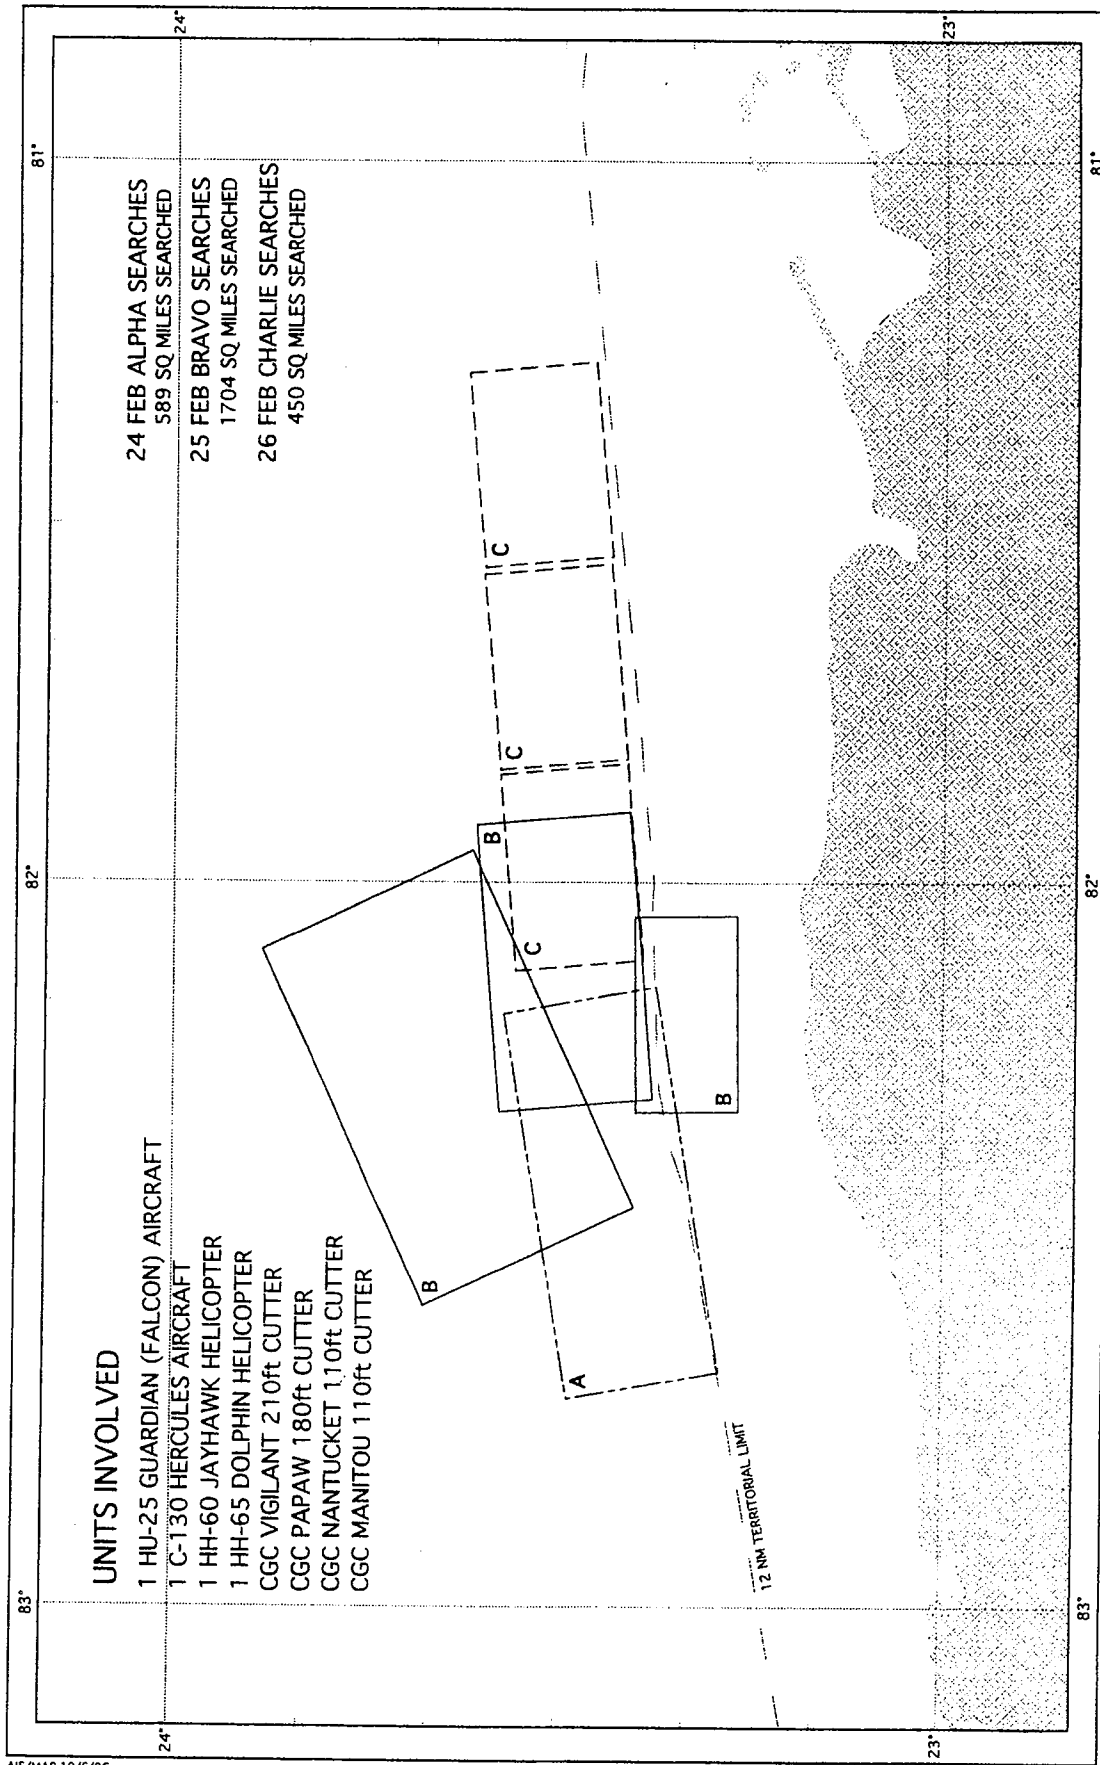 UNITS INVOLVED
1 HU-25 GUARDIAN (FALCON) AIRCRAFT
1 C-130 HERCULES AIRCRAFT
1 HH-60 JAYHAWK HELICOPTER
1 HH-65 DOLPHIN HELICOPTER
CGC VIGILANT 210ft CUTTER
CGC PAPAW 180ft CUTTER
CGC NANTUCKET 110ft CUTTER
CGC MANITOU 110ft CUTTER
24 FEB ALPHA SEARCHES
589 SQ MILES SEARCHED
25 FEB BRAVO SEARCHES
1704 SQ MILES SEARCHED
26 FEB CHARLIE SEARCHES
450 SQ MILES SEARCHED
83°
82°
81°
24°
24°
B
B
C
C
C
A
B
12 NM TERRITORIAL LIMIT
23°
23°
83°
82°
81°